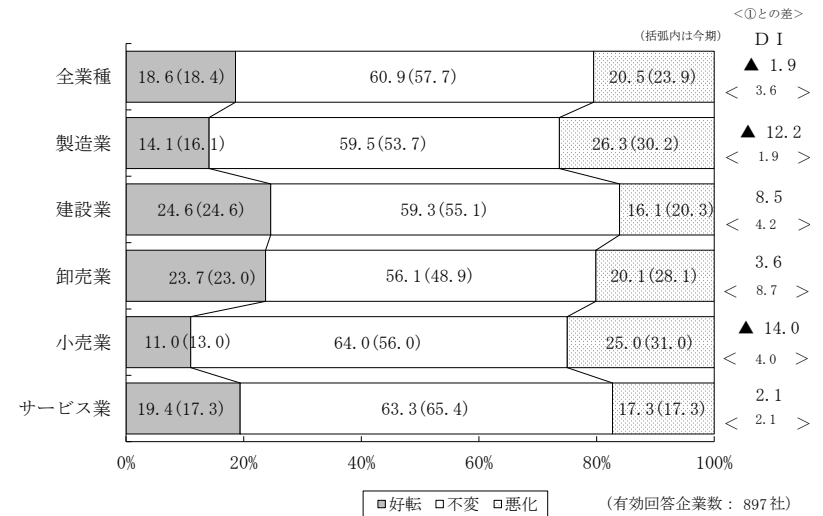 <①との差>
(括弧内は今期) ＤＩ
全業種 18.6(18.4) 60.9(57.7) 20.5(23.9) ▲ 1.9
< 3.6 >
製造業 14.1(16.1) 59.5(53.7) 26.3(30.2) ▲ 12.2
< 1.9 >
建設業 24.6(24.6) 59.3(55.1) 16.1(20.3) 8.5
< 4.2 >
卸売業 23.7(23.0) 56.1(48.9) 20.1(28.1) 3.6
< 8.7 >
小売業 11.0(13.0) 64.0(56.0) 25.0(31.0) ▲ 14.0
< 4.0 >
サービス業 19.4(17.3) 63.3(65.4) 17.3(17.3) 2.1
< 2.1 >
0% 20% 40% 60% 80% 100%
好転 不変 悪化 (有効回答企業数： 897社)